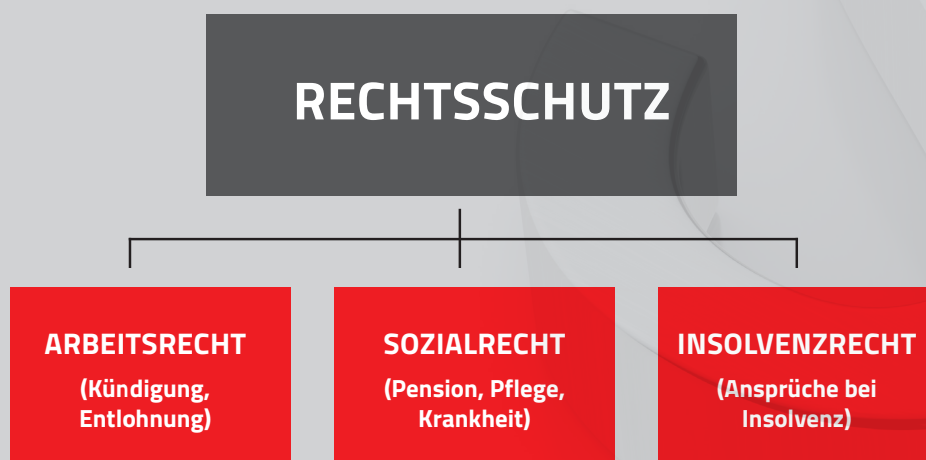 RECHTSSCHUTZ
ARBEITSRECHT
(Kündigung,
Entlohnung)
SOZIALRECHT
(Pension, Pflege,
Krankheit)
INSOLVENZRECHT
(Ansprüche bei
Insolvenz)